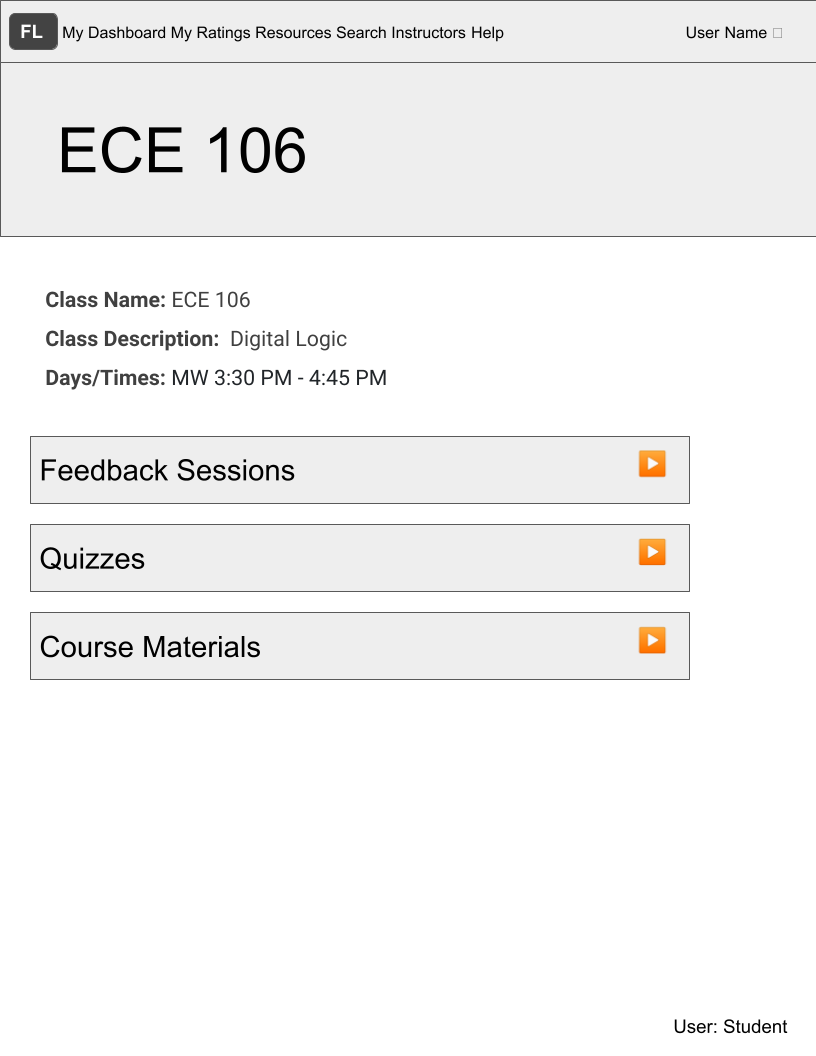 FL My Dashboard My Ratings Resources Search Instructors Help User Name
ECE 106
Class Name: ECE 106
Class Description: Digital Logic
Days/Times: MW 3:30 PM - 4:45 PM
Feedback Sessions
Quizzes
Course Materials
User: Student